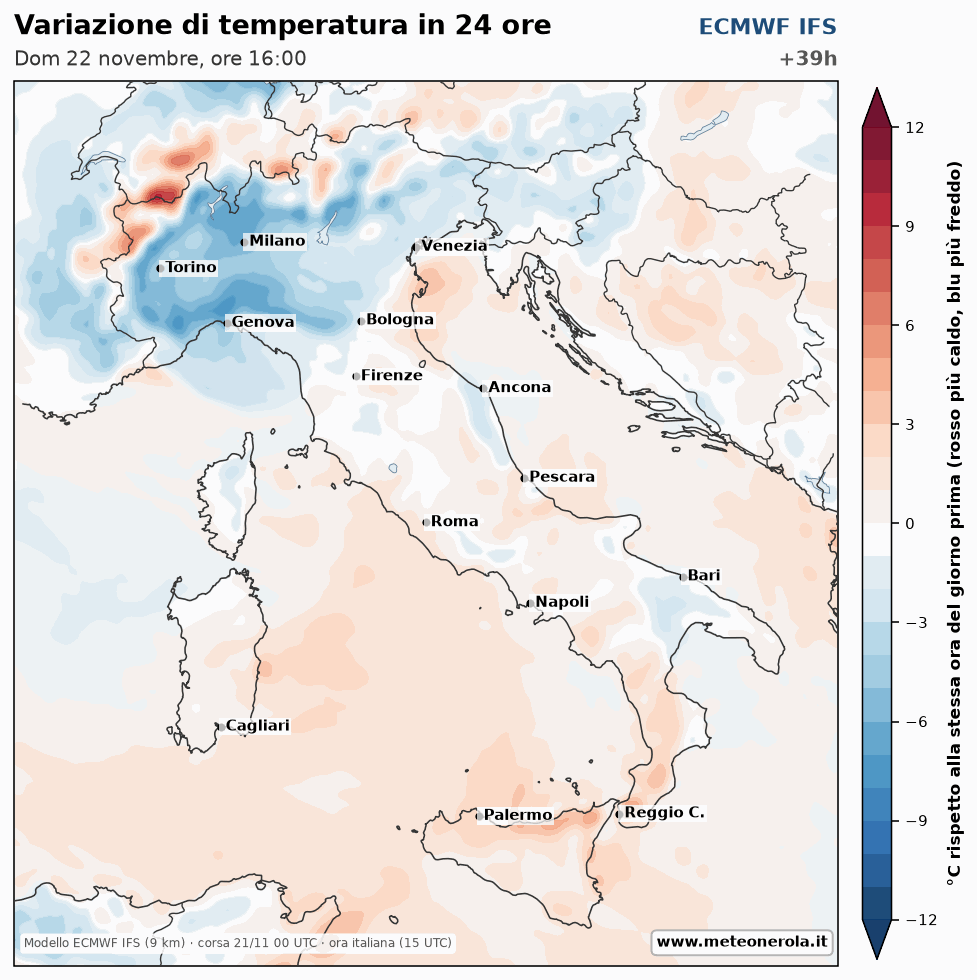 Variazione di temperatura in 24 ore
ECMWF IFS
Dom 22 novembre, ore 16:00
+39h
Milano
Venezia
Torino
Genova
Bologna
Firenze
Ancona
Pescara
Roma
Bari
Napoli
Cagliari
Palermo
Reggio C.
12
9
6
3
0
−3
−6
−9
−12
°C rispetto alla stessa ora del giorno prima (rosso più caldo, blu più freddo)
Modello ECMWF IFS (9 km) · corsa 21/11 00 UTC · ora italiana (15 UTC)
www.meteonerola.it